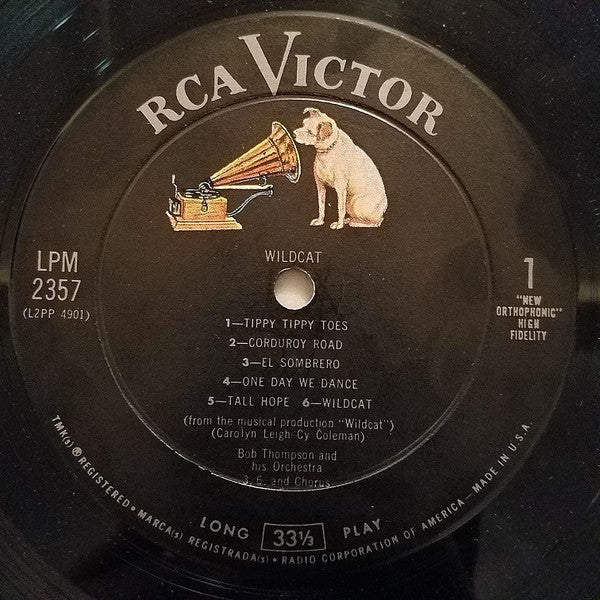 RCA VICTOR
WILDCAT
LPM
2357
(L2PP 4901)
1
"NEW
ORTHOPHONIC"
HIGH
FIDELITY
1—TIPPY TIPPY TOES
2—CORDUROY ROAD
3—EL SOMBRERO
4—ONE DAY WE DANCE
5—TALL HOPE 6—WILDCAT
(from the musical production "Wildcat")
(Carolyn Leigh-Cy Coleman)
Bob Thompson and
his Orchestra
3, 6. and Chorus
LONG 33⅓ PLAY
TMK(s) ® REGISTERED • MARCA(s) REGISTRADA(s) • RADIO CORPORATION OF AMERICA—MADE IN U.S.A.